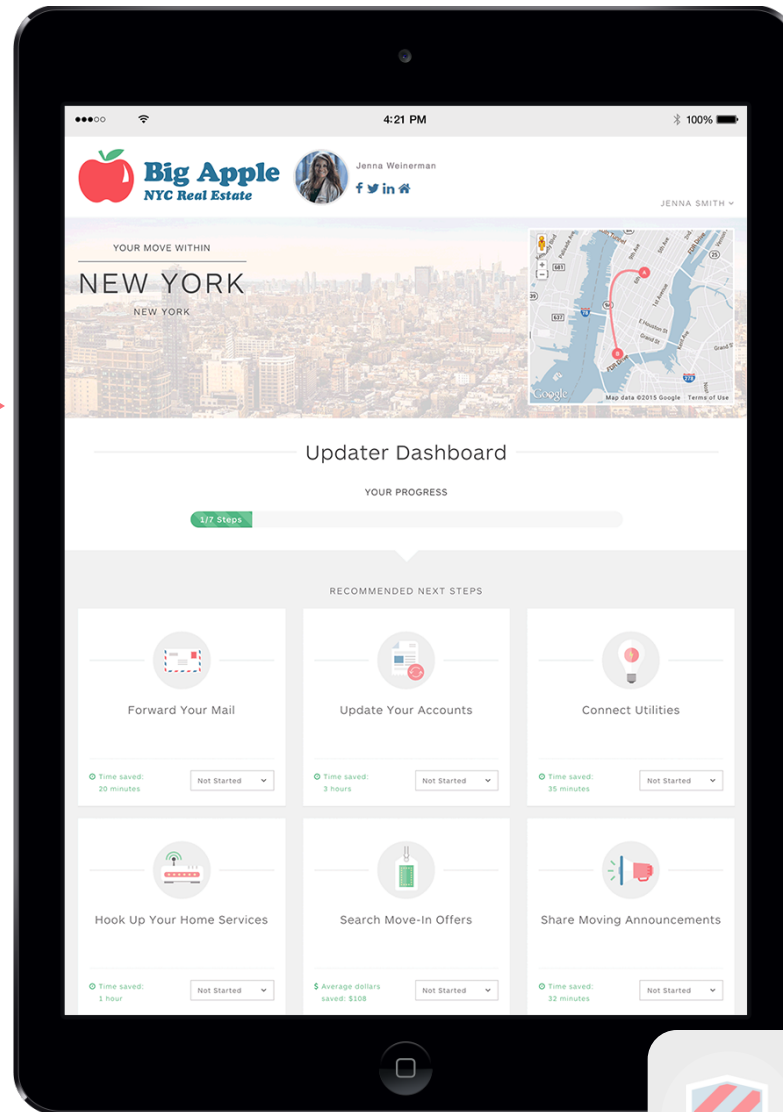 4:21 PM
100%
Big Apple
NYC Real Estate
Jenna Weinerman
JENNA SMITH
YOUR MOVE WITHIN
NEW YORK
NEW YORK
Google
Map data ©2015 Google Terms of Use
Updater Dashboard
YOUR PROGRESS
1/7 Steps
RECOMMENDED NEXT STEPS
Forward Your Mail
Time saved:
20 minutes
Not Started
Update Your Accounts
Time saved:
3 hours
Not Started
Connect Utilities
Time saved:
35 minutes
Not Started
Hook Up Your Home Services
Time saved:
1 hour
Not Started
Search Move-In Offers
$ Average dollars
saved: $108
Not Started
Share Moving Announcements
Time saved:
32 minutes
Not Started